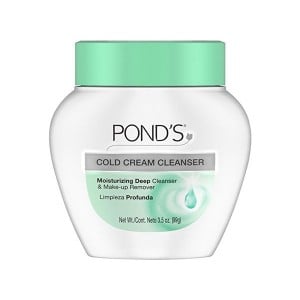 POND'S
COLD CREAM CLEANSER
Moisturizing Deep Cleanser
& Make-up Remover
Limpieza Profunda
Net Wt./Cont. Neto 3.5 oz (99g)